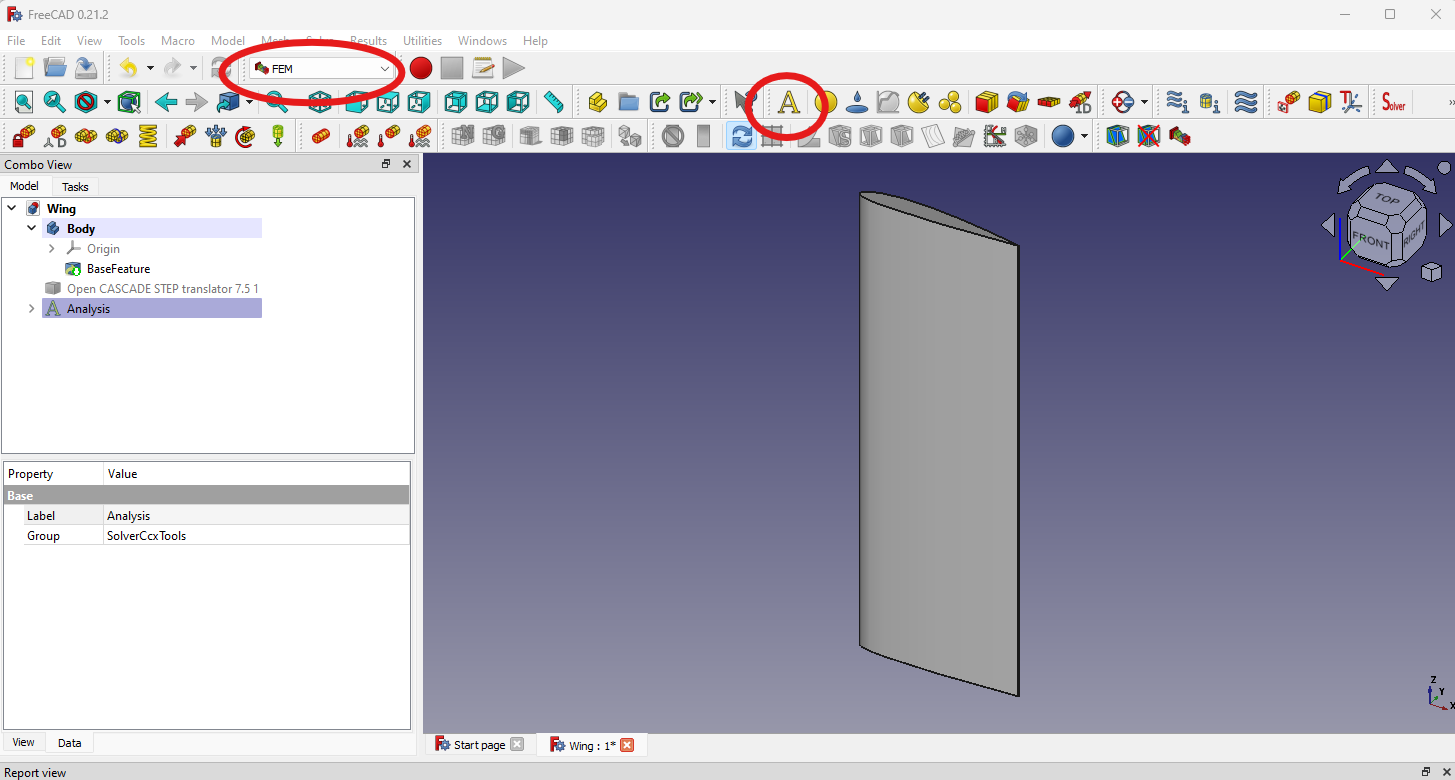 FreeCAD 0.21.2
File Edit View Tools Macro Model Mesh Solve Results Utilities Windows Help
FEM
A
Solver
Combo View
Model Tasks
Wing
Body
Origin
BaseFeature
Open CASCADE STEP translator 7.5 1
Analysis
Property Value
Base
Label Analysis
Group SolverCcxTools
View Data
TOP
FRONT RIGHT
Z
Y
X
Start page Wing : 1*
Report view